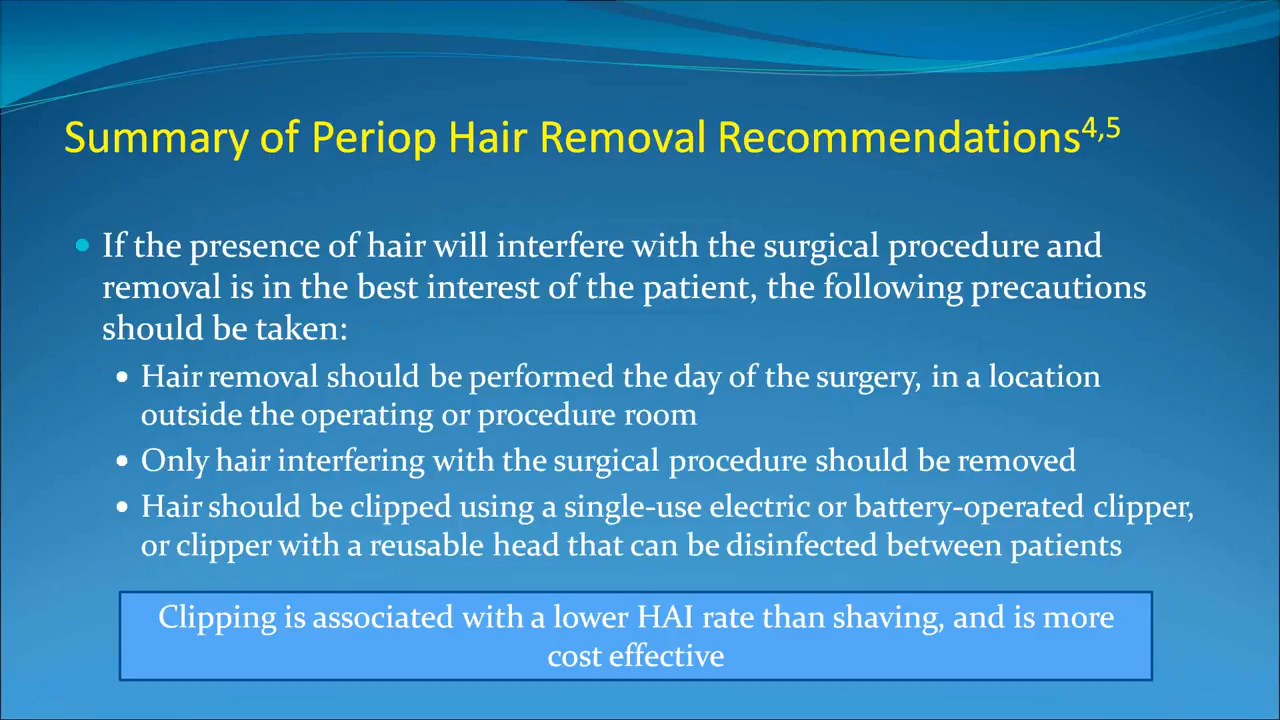 Summary of Periop Hair Removal Recommendations4,5
• If the presence of hair will interfere with the surgical procedure and
removal is in the best interest of the patient, the following precautions
should be taken:
• Hair removal should be performed the day of the surgery, in a location
outside the operating or procedure room
• Only hair interfering with the surgical procedure should be removed
• Hair should be clipped using a single-use electric or battery-operated clipper,
or clipper with a reusable head that can be disinfected between patients
Clipping is associated with a lower HAI rate than shaving, and is more
cost effective